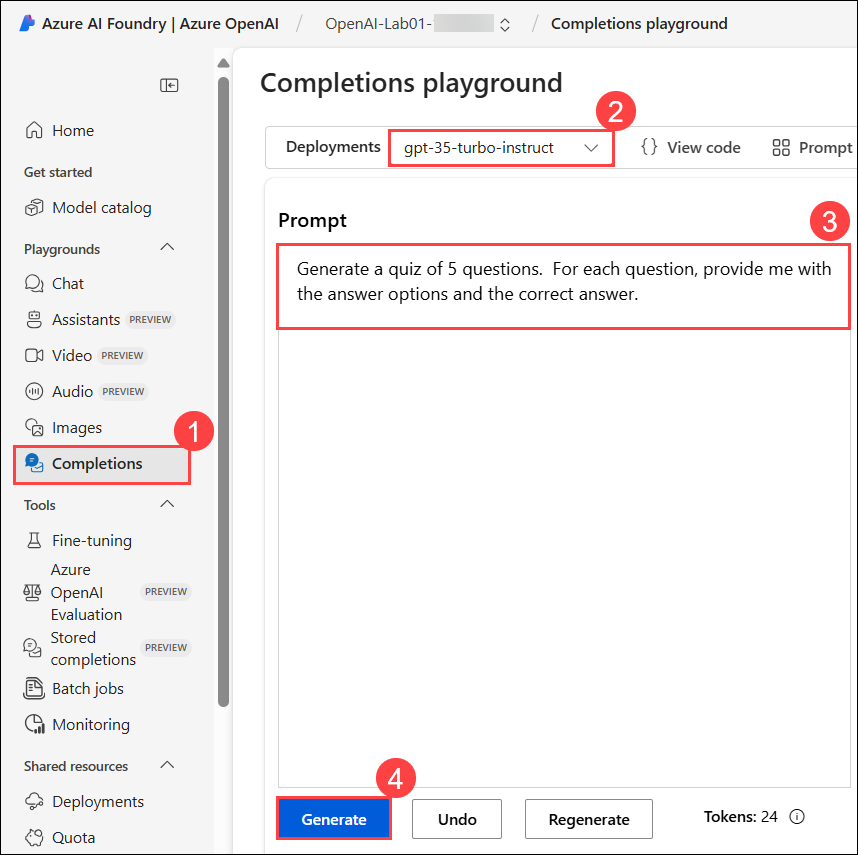 Azure AI Foundry | Azure OpenAI / OpenAI-Lab01- / Completions playground
Home
Get started
Model catalog
Playgrounds
Chat
Assistants PREVIEW
Video PREVIEW
Audio PREVIEW
Images
1
Completions
Tools
Fine-tuning
Azure
OpenAI PREVIEW
Evaluation
Stored
completions PREVIEW
Batch jobs
Monitoring
Shared resources
Deployments
Quota
Completions playground
2
Deployments gpt-35-turbo-instruct {} View code Prompt
Prompt
3
Generate a quiz of 5 questions.  For each question, provide me with
the answer options and the correct answer.
4
Generate Undo Regenerate Tokens: 24